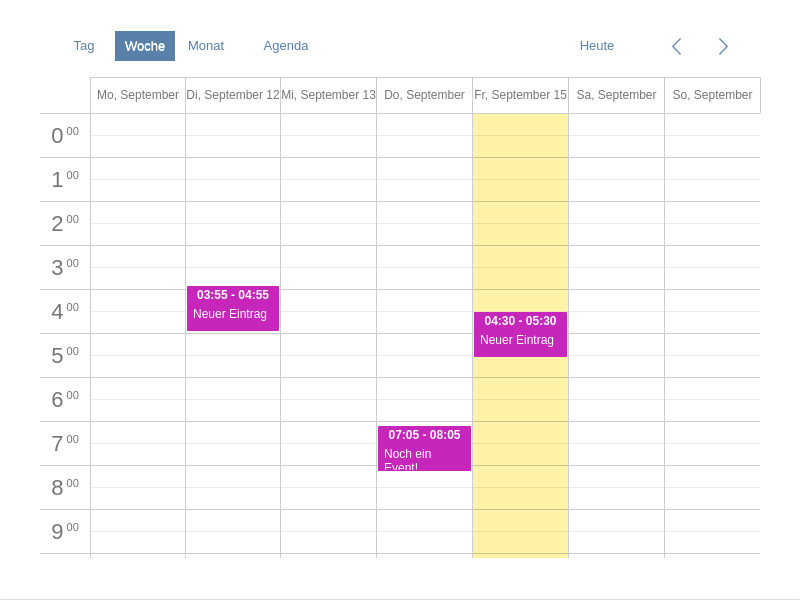 Tag Woche Monat Agenda Heute
Mo, September Di, September 12 Mi, September 13 Do, September Fr, September 15 Sa, September So, September
0 00
1 00
2 00
3 00
03:55 - 04:55
Neuer Eintrag
4 00
04:30 - 05:30
Neuer Eintrag
5 00
6 00
7 00
07:05 - 08:05
Noch ein
Event!
8 00
9 00